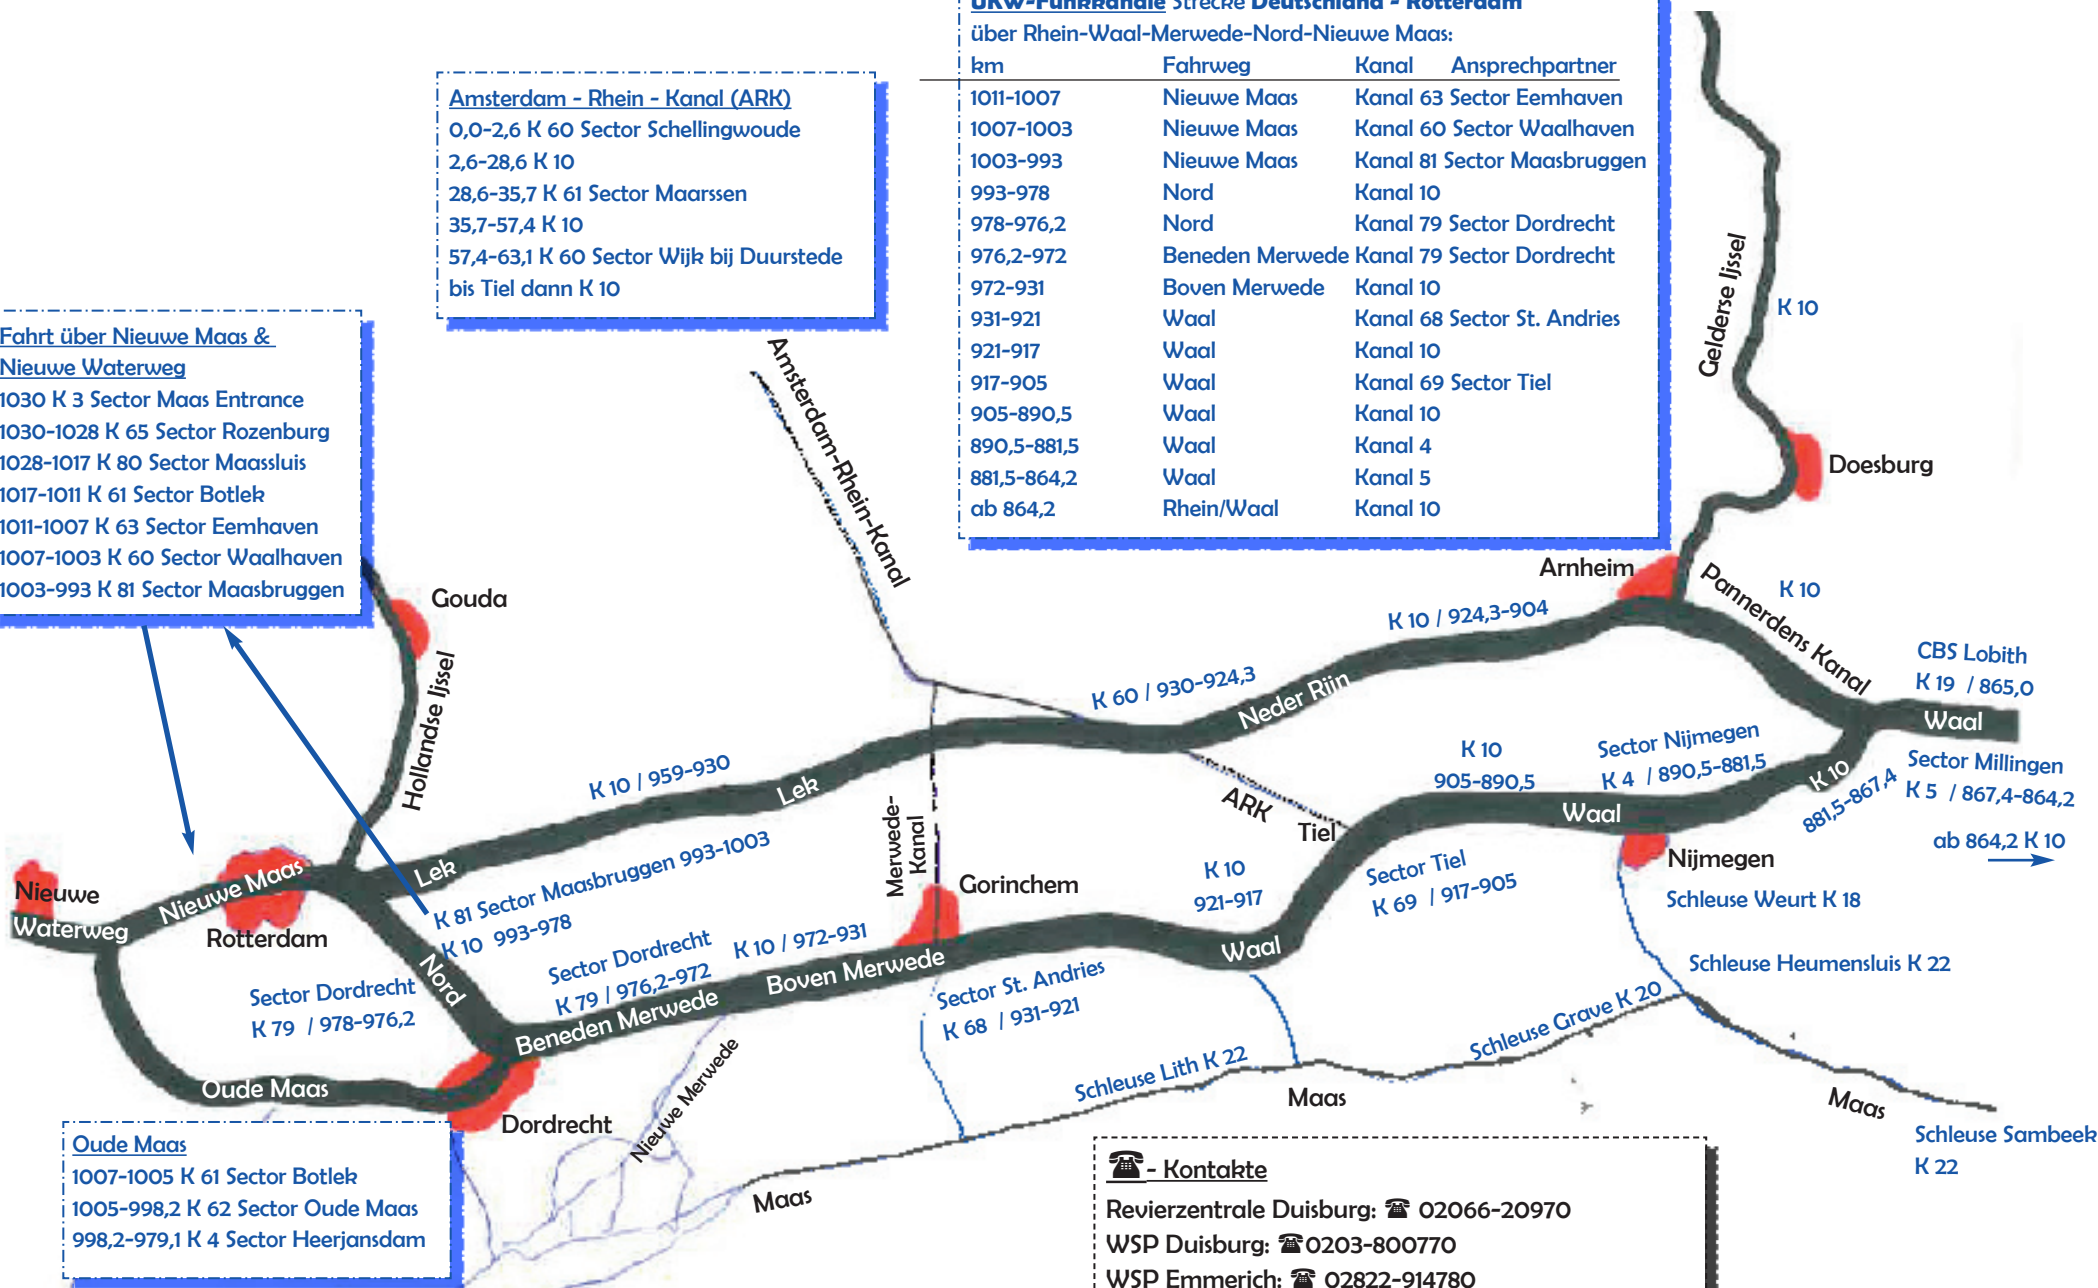 UKW-Funkkanäle Strecke Deutschland - Rotterdam
über Rhein-Waal-Merwede-Nord-Nieuwe Maas:
km Fahrweg Kanal Ansprechpartner
1011-1007 Nieuwe Maas Kanal 63 Sector Eemhaven
1007-1003 Nieuwe Maas Kanal 60 Sector Waalhaven
1003-993 Nieuwe Maas Kanal 81 Sector Maasbruggen
993-978 Nord Kanal 10
978-976,2 Nord Kanal 79 Sector Dordrecht
976,2-972 Beneden Merwede Kanal 79 Sector Dordrecht
972-931 Boven Merwede Kanal 10
931-921 Waal Kanal 68 Sector St. Andries
921-917 Waal Kanal 10
917-905 Waal Kanal 69 Sector Tiel
905-890,5 Waal Kanal 10
890,5-881,5 Waal Kanal 4
881,5-864,2 Waal Kanal 5
ab 864,2 Rhein/Waal Kanal 10
Amsterdam - Rhein - Kanal (ARK)
0,0-2,6 K 60 Sector Schellingwoude
2,6-28,6 K 10
28,6-35,7 K 61 Sector Maarssen
35,7-57,4 K 10
57,4-63,1 K 60 Sector Wijk bij Duurstede
bis Tiel dann K 10
Fahrt über Nieuwe Maas &
Nieuwe Waterweg
1030 K 3 Sector Maas Entrance
1030-1028 K 65 Sector Rozenburg
1028-1017 K 80 Sector Maassluis
1017-1011 K 61 Sector Botlek
1011-1007 K 63 Sector Eemhaven
1007-1003 K 60 Sector Waalhaven
1003-993 K 81 Sector Maasbruggen
Gelderse Ijssel
K 10
Doesburg
Amsterdam-Rhein-Kanal
Arnheim
Pannerdens Kanal
K 10
Gouda
Hollandse Ijssel
K 10 / 924,3-904
K 60 / 930-924,3
Neder Rijn
CBS Lobith
K 19 / 865,0
Waal
Sector Millingen
K 5 / 867,4-864,2
ab 864,2 K 10
K 10
881,5-867,4
Sector Nijmegen
K 4 / 890,5-881,5
K 10
905-890,5
Waal
K 10 / 959-930
Lek
Lek
Merwede-
Kanal
ARK
Tiel
Nijmegen
Schleuse Weurt K 18
Sector Tiel
K 69 / 917-905
K 10
921-917
Waal
Gorinchem
Nieuwe
Waterweg
Nieuwe Maas
Rotterdam
K 81 Sector Maasbruggen 993-1003
K 10 993-978
Nord
Sector Dordrecht
K 79 / 978-976,2
Sector Dordrecht
K 79 / 976,2-972
Beneden Merwede
K 10 / 972-931
Boven Merwede
Sector St. Andries
K 68 / 931-921
Schleuse Heumensluis K 22
Schleuse Grave K 20
Schleuse Lith K 22
Maas
Maas
Schleuse Sambeek
K 22
Oude Maas
Dordrecht
Nieuwe Merwede
Maas
Oude Maas
1007-1005 K 61 Sector Botlek
1005-998,2 K 62 Sector Oude Maas
998,2-979,1 K 4 Sector Heerjansdam
☎- Kontakte
Revierzentrale Duisburg: ☎ 02066-20970
WSP Duisburg: ☎0203-800770
WSP Emmerich: ☎ 02822-914780